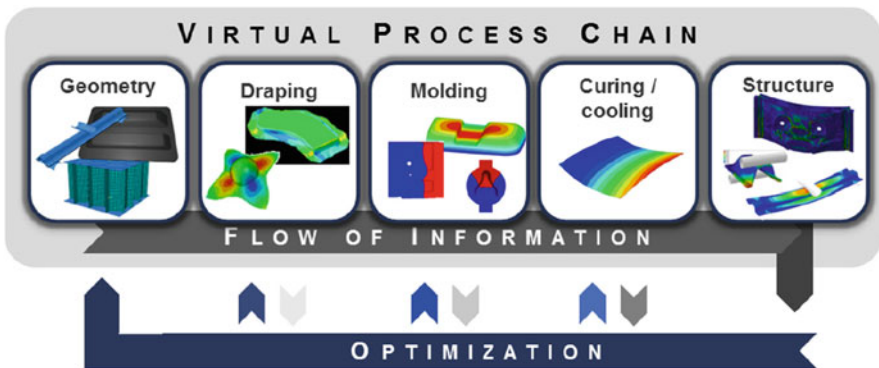 VIRTUAL PROCESS CHAIN
Geometry
Draping
Molding
Curing /
cooling
Structure
FLOW OF INFORMATION
OPTIMIZATION